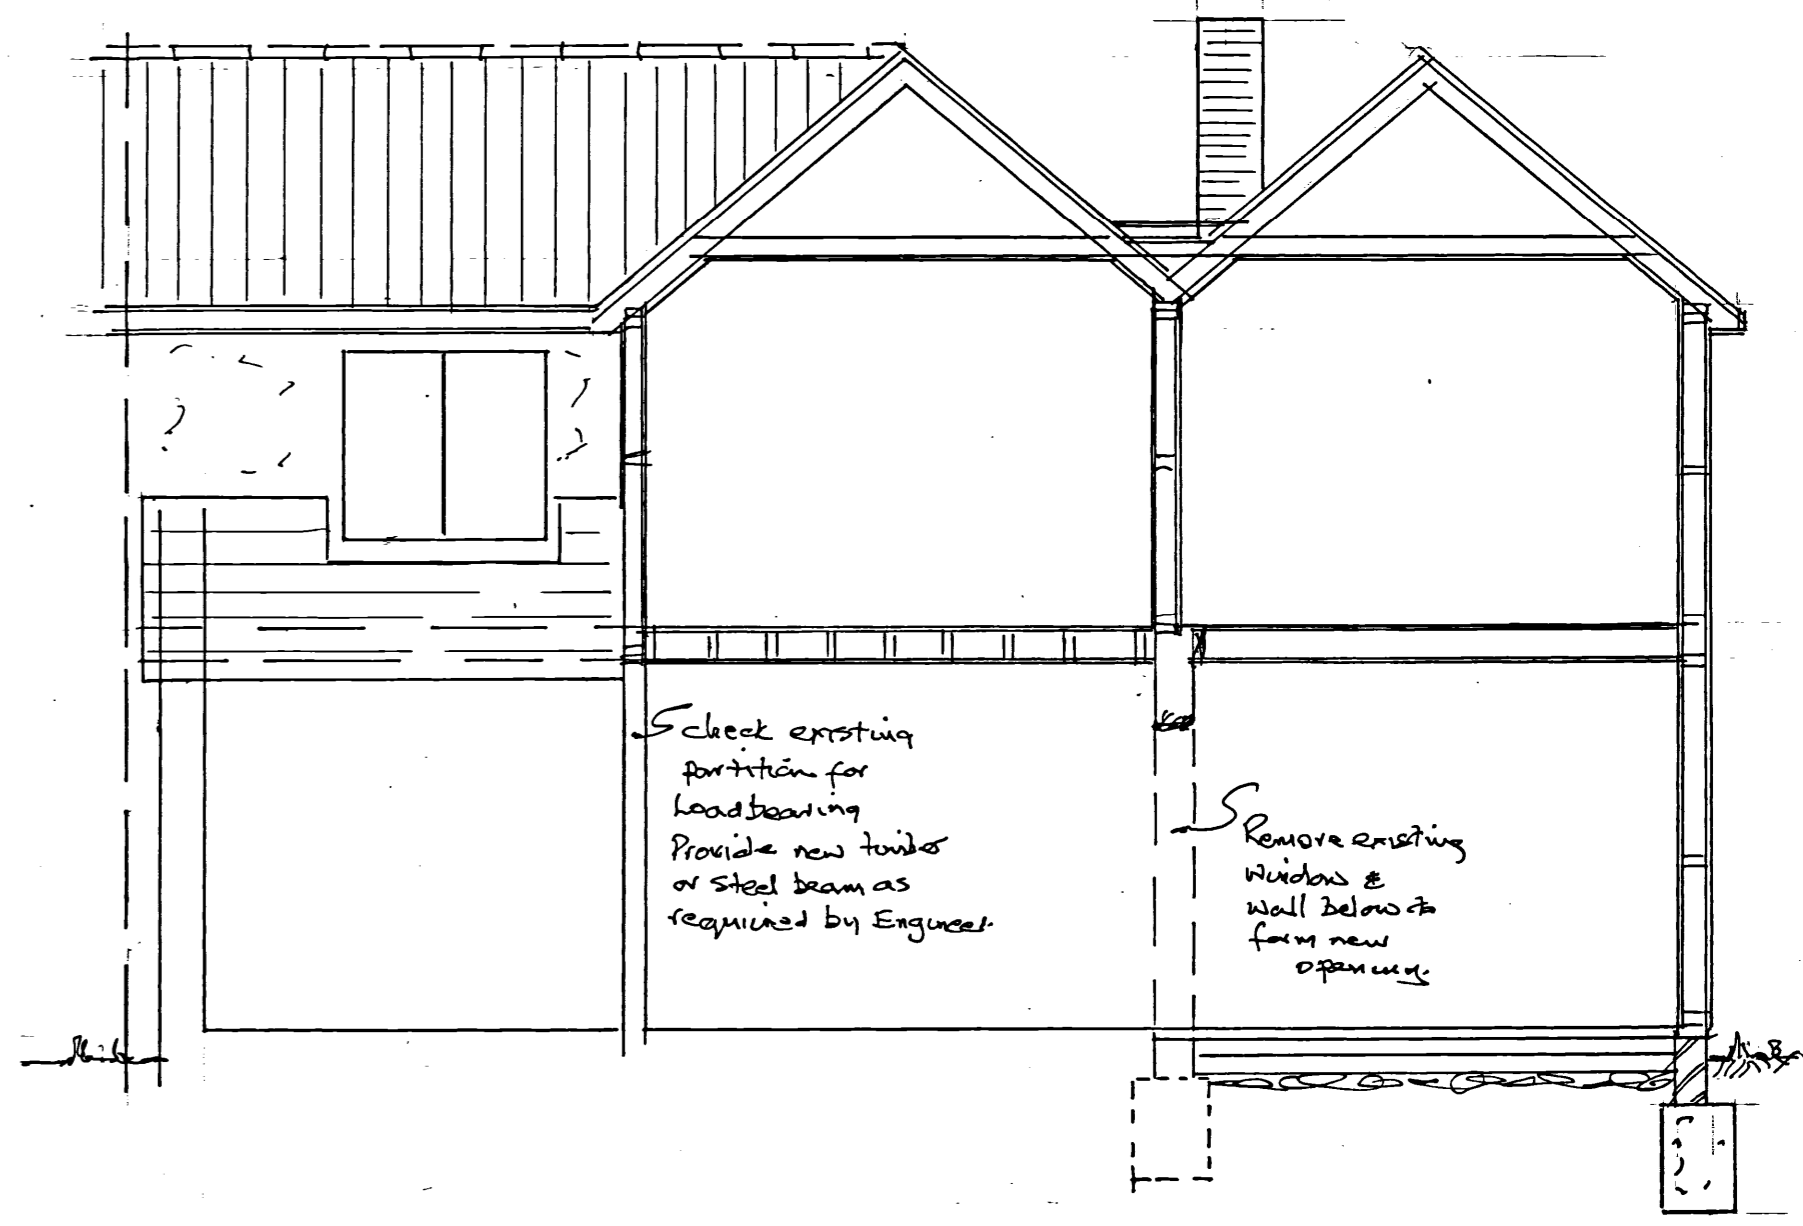 check existing
partition for
Loadbearing
Provide new timber
or steel beam as
required by Engineer.
Remove existing
window &
wall below to
form new
opening.